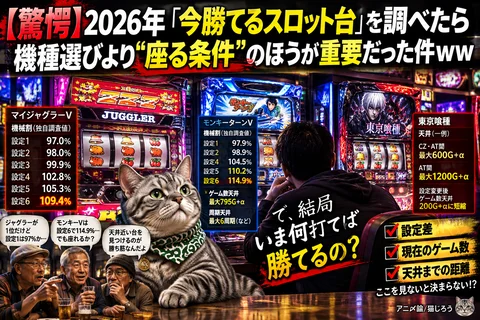 【驚愕】2026年「今勝てるスロット台」を調べたら
機種選びより“座る条件”のほうが重要だった件ww
マイジャグラーV
機械割(独自調査値)
設定1 97.0%
設定2 98.0%
設定3 99.9%
設定4 102.8%
設定5 105.3%
設定6 109.4%
JUGGLER
モンキーターンV
機械割(独自調査値)
設定1 97.9%
設定2 98.9%
設定4 104.5%
設定5 110.2%
設定6 114.9%
ゲーム数天井
最大795G+α
周期天井
最大6周期(など)
東京喰種
東京喰種
天井(一例)
CZ・AT間
最大600G+α
AT間
最大1200G+α
設定変更後
ゲーム数天井
200G+αに短縮
ジャグラーが
1位だけど
設定1は97%か…
モンキーVは
設定6で114.9%…
でも座れるか?
天井近い台を
見つけるのが
勝ち筋なんだよ
で、結局
いま何打てば
勝てるの?
設定差
現在のゲーム数
天井までの距離
ここを見ないと決まらない!?
アニメ鑰/猫じろう